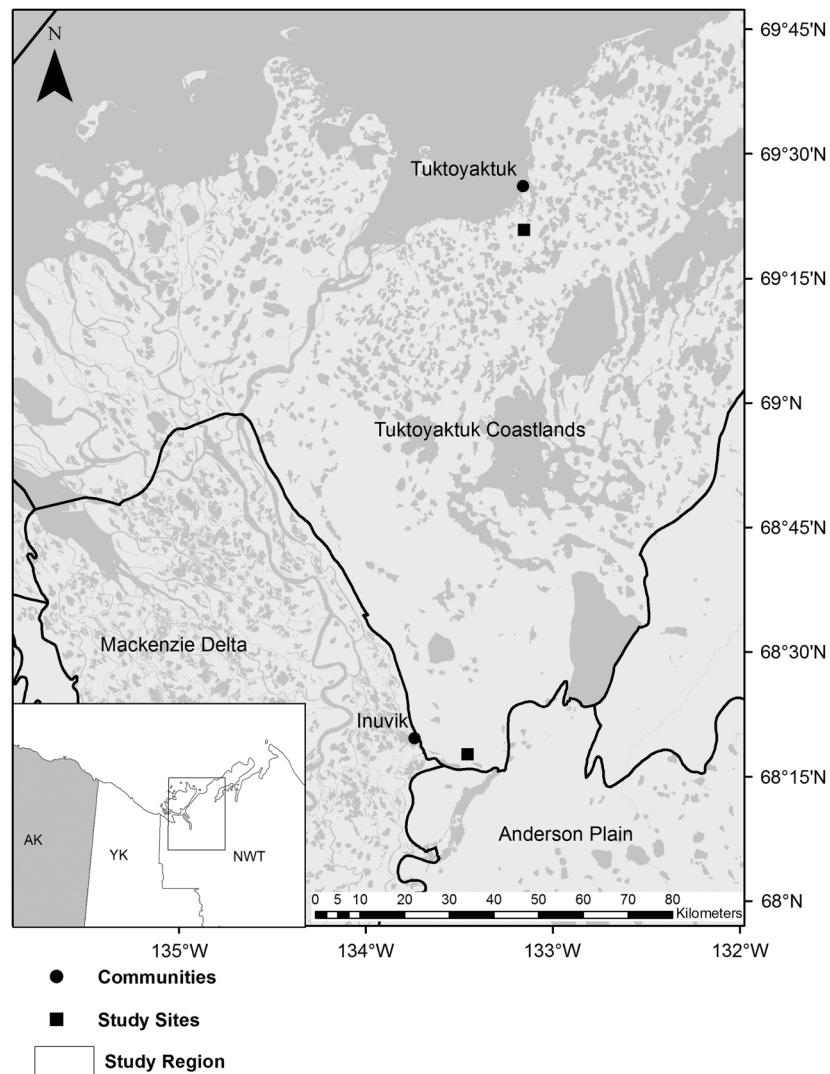 N
69°45'N
69°30'N
Tuktoyaktuk
69°15'N
69°N
Tuktoyaktuk Coastlands
68°45'N
Mackenzie Delta
68°30'N
Inuvik
68°15'N
Anderson Plain
AK
YK
NWT
68°N
0 5 10 20 30 40 50 60 70 80
Kilometers
135°W 134°W 133°W 132°W
Communities
Study Sites
Study Region